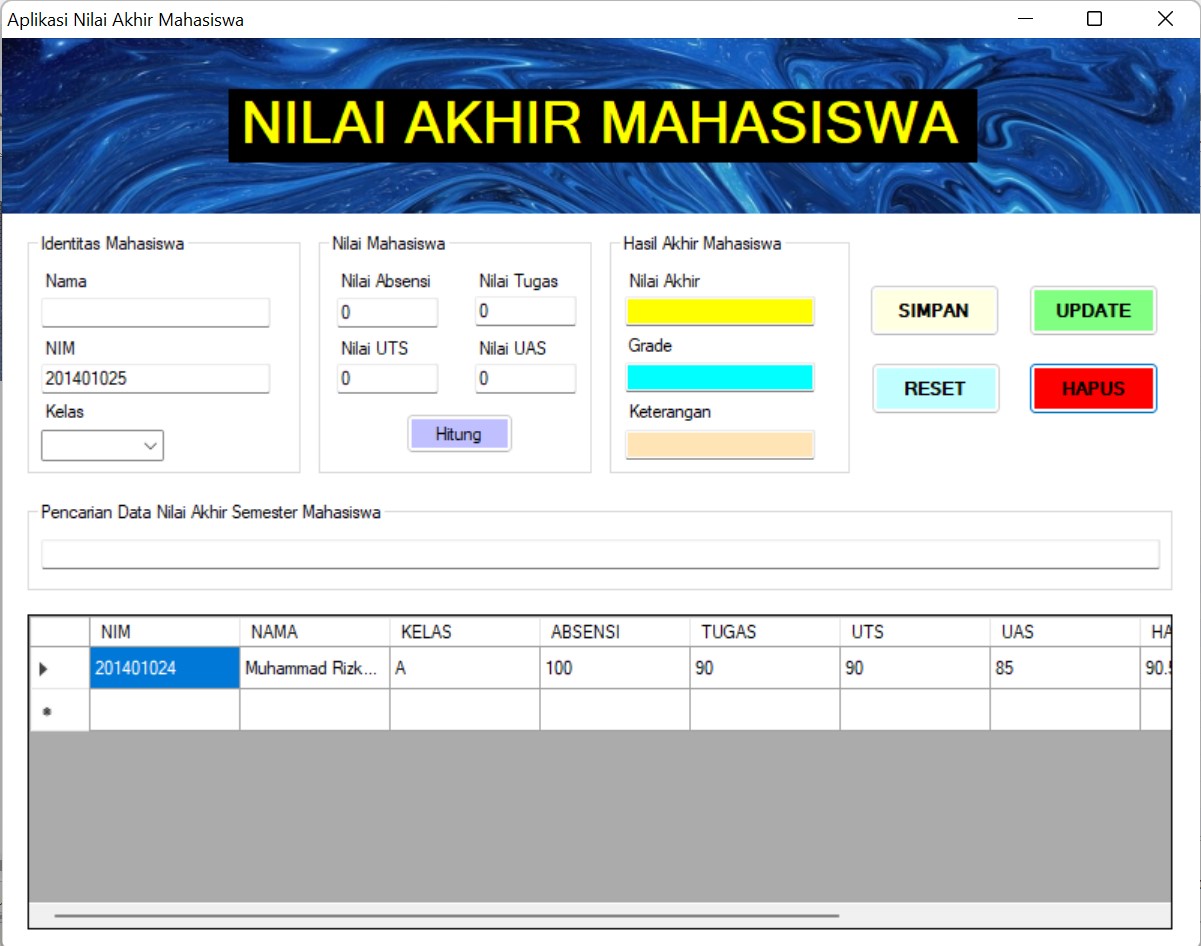 Aplikasi Nilai Akhir Mahasiswa
NILAI AKHIR MAHASISWA
Identitas Mahasiswa
Nama
NIM
201401025
Kelas
Nilai Mahasiswa
Nilai Absensi Nilai Tugas
0 0
Nilai UTS Nilai UAS
0 0
Hitung
Hasil Akhir Mahasiswa
Nilai Akhir
Grade
Keterangan
SIMPAN UPDATE
RESET HAPUS
Pencarian Data Nilai Akhir Semester Mahasiswa
NIM NAMA KELAS ABSENSI TUGAS UTS UAS HA
201401024 Muhammad Rizk... A 100 90 90 85 90.5